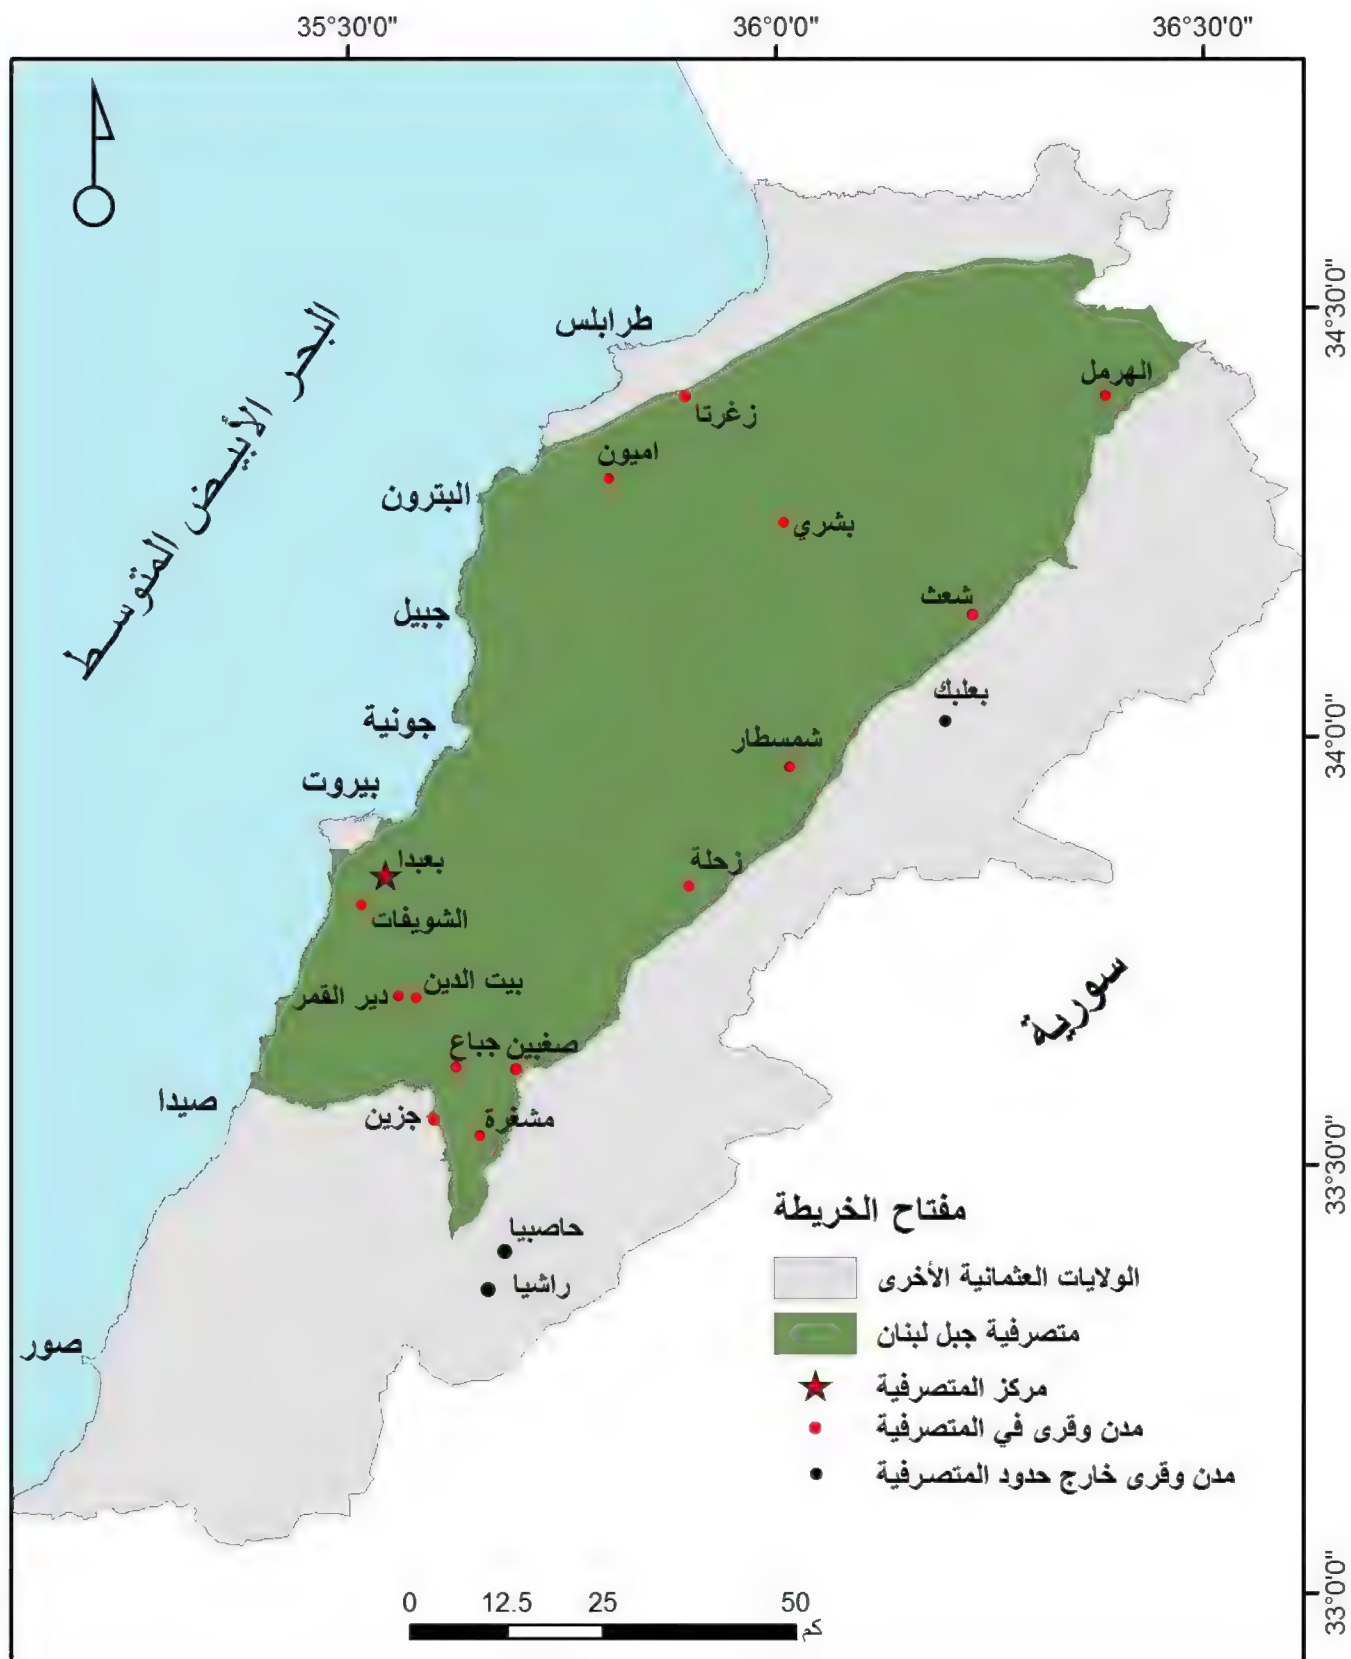 35°30'0"
36°0'0"
36°30'0"
34°30'0"
34°0'0"
33°30'0"
33°0'0"
البحر الأبيض المتوسط
طرابلس
الهرمل
زغرتا
اميون
البترون
بشري
شعث
جبيل
بعلبك
جونية
شمسطار
بيروت
بعبدا
زحلة
الشويفات
سورية
بيت الدين
دير القمر
صغبين
جباع
صيدا
جزين
مشغرة
حاصبيا
راشيا
صور
مفتاح الخريطة
الولايات العثمانية الأخرى
متصرفية جبل لبنان
مركز المتصرفية
مدن وقرى في المتصرفية
مدن وقرى خارج حدود المتصرفية
0 12.5 25 50
كم